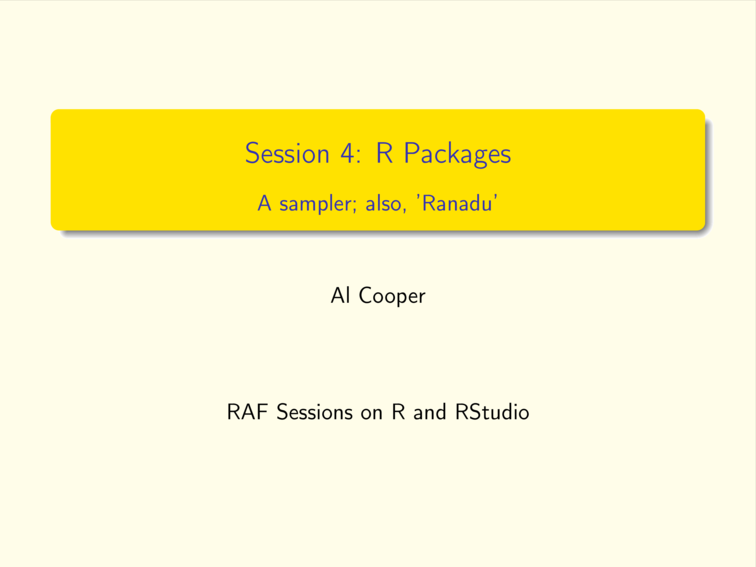 Session 4: R Packages
A sampler; also, 'Ranadu'
Al Cooper
RAF Sessions on R and RStudio